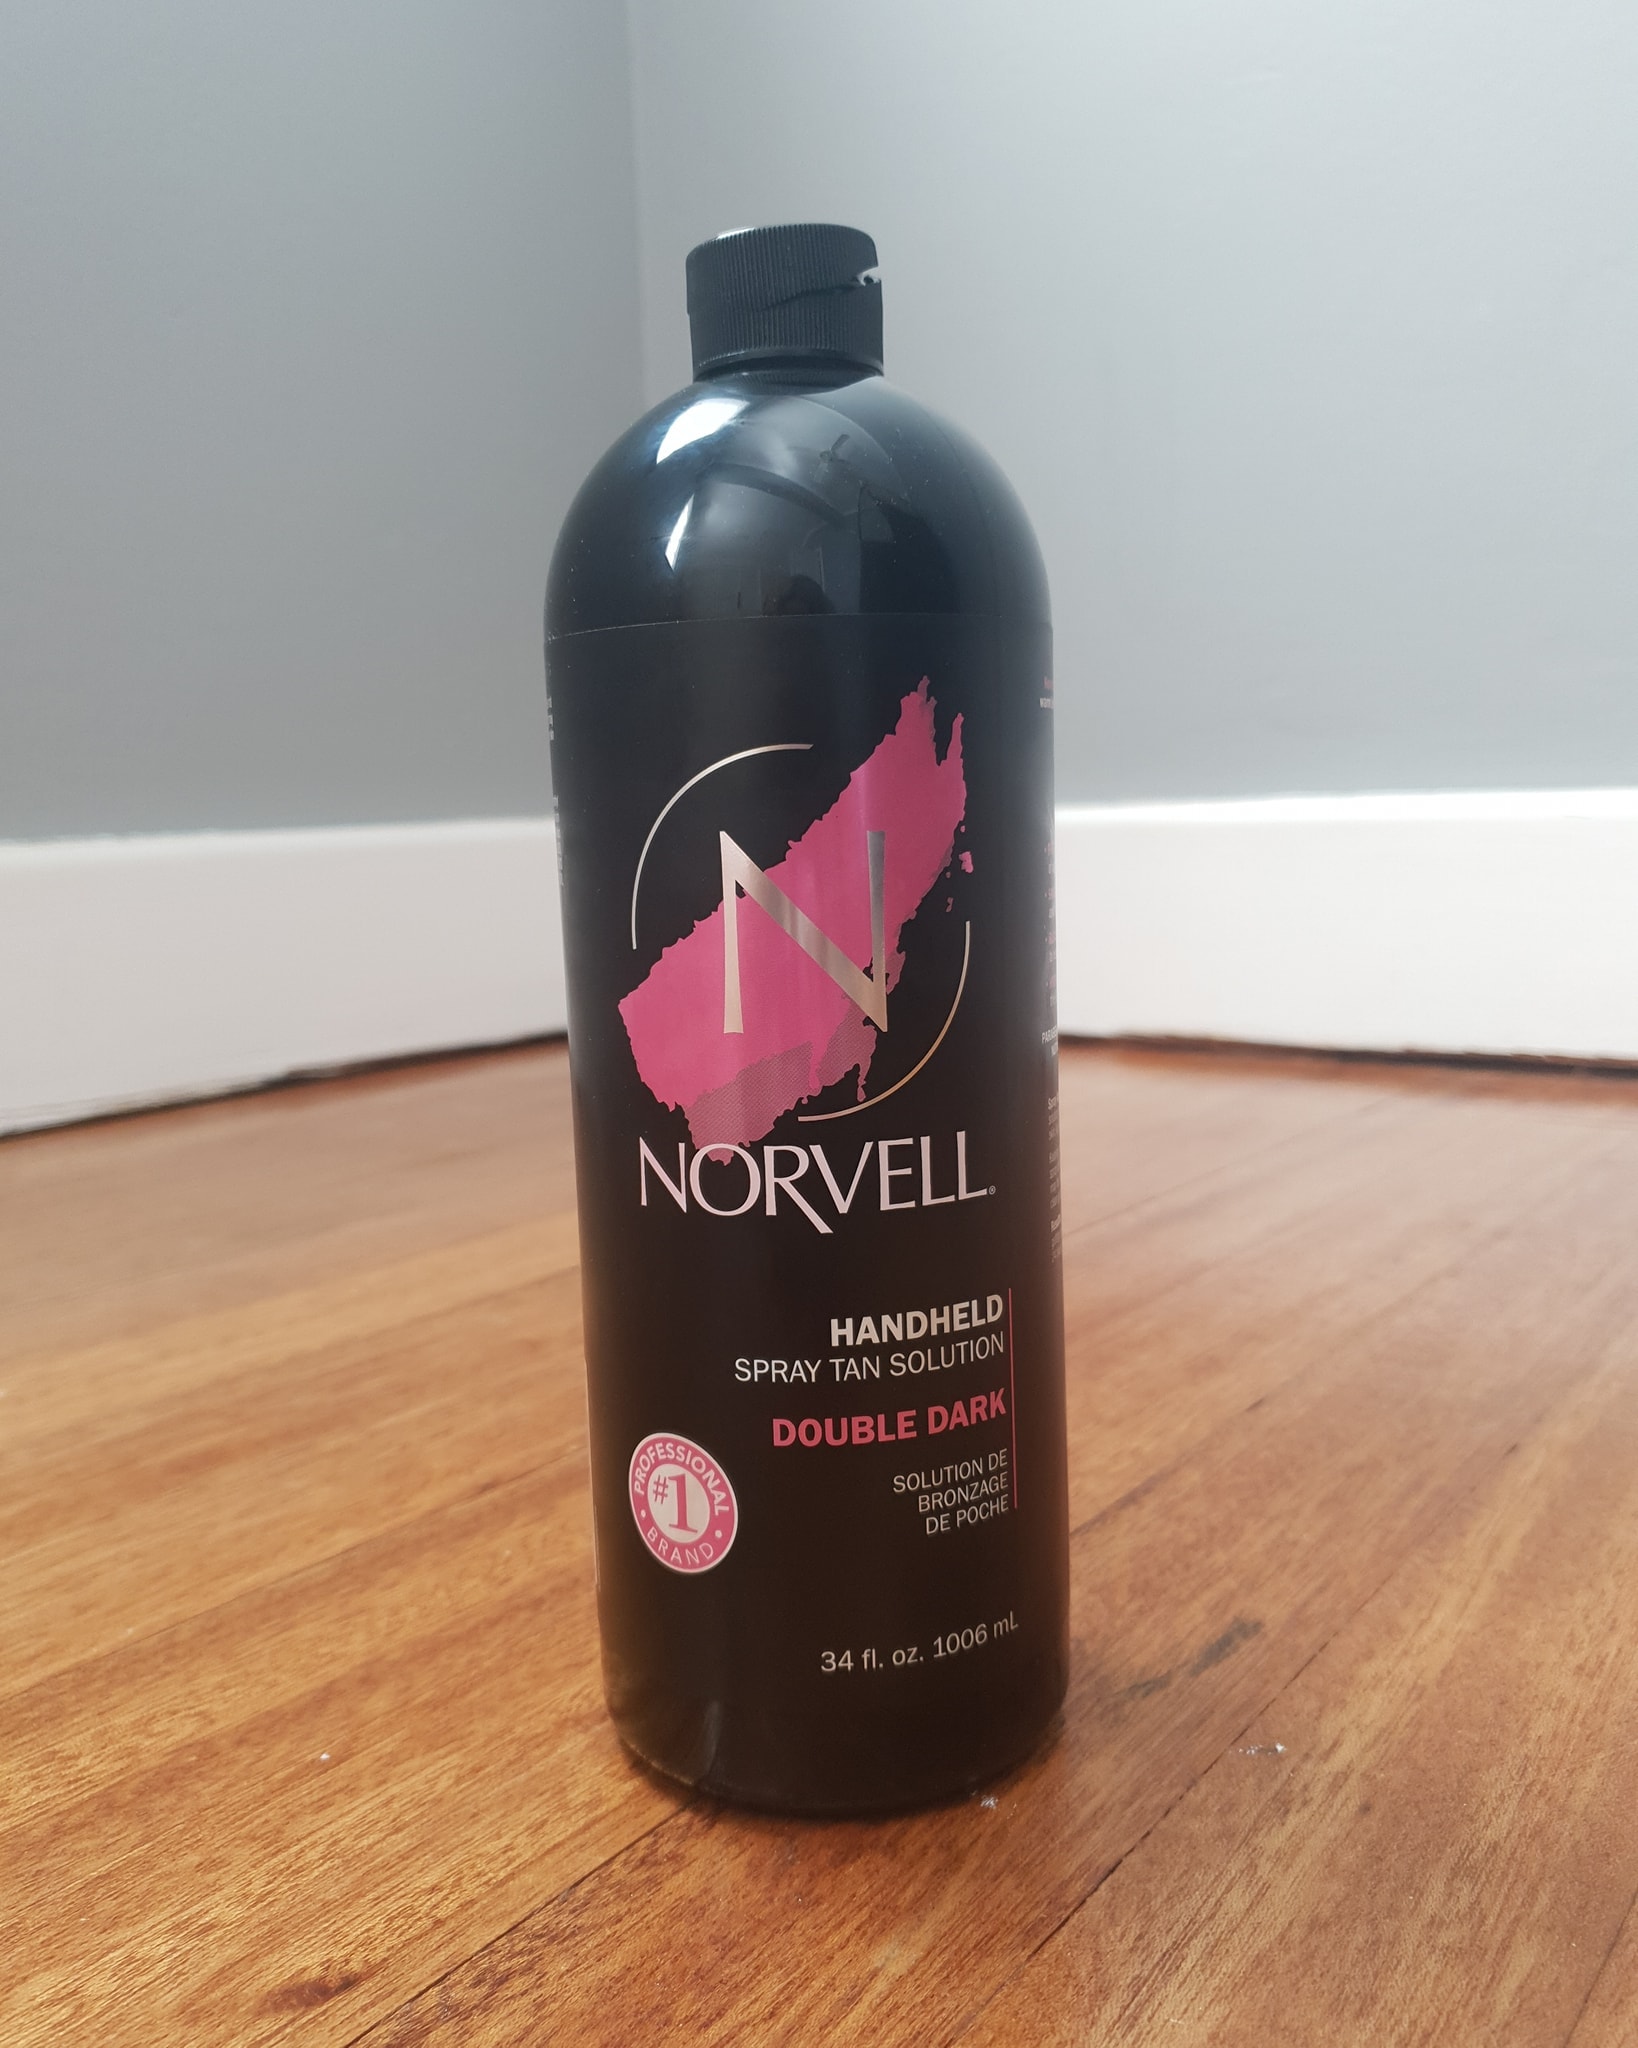 N
NORVELL®
HANDHELD
SPRAY TAN SOLUTION
DOUBLE DARK
SOLUTION DE
BRONZAGE
DE POCHE
PROFESSIONAL
#1
BRAND
34 fl. oz. 1006 mL